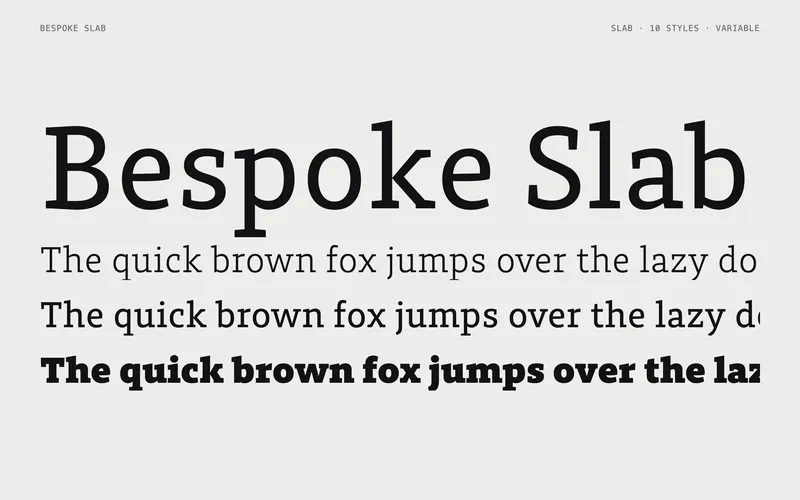 BESPOKE SLAB
SLAB · 10 STYLES · VARIABLE
Bespoke Slab
The quick brown fox jumps over the lazy do
The quick brown fox jumps over the lazy d
The quick brown fox jumps over the laz